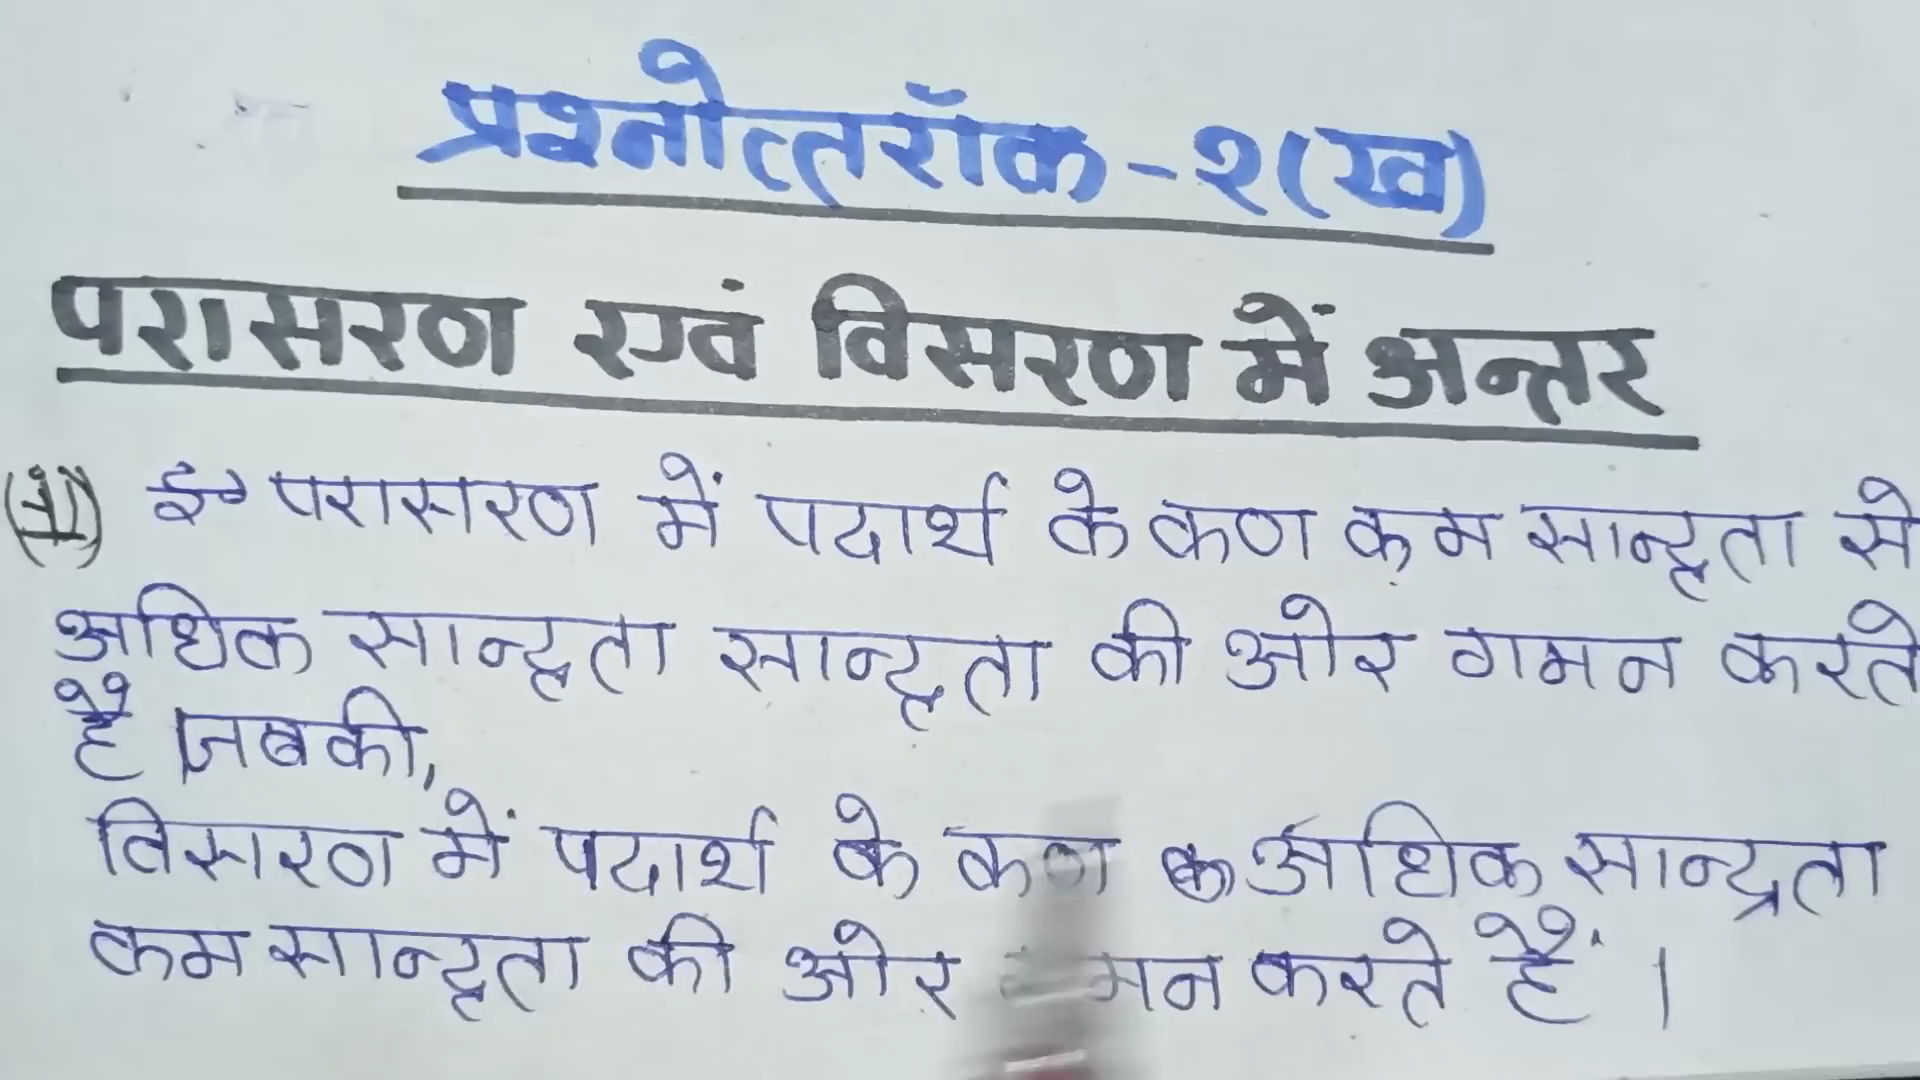 प्रश्नोत्तरॉक - २(ख)
परासरण एवं विसरण में अन्तर
परासरण में पदार्थ के कण कम सान्द्रता से
अधिक सान्द्रता सान्द्रता की ओर गमन करते
है। जबकी,
विसरण में पदार्थ के कण अधिक सान्द्रता
कम सान्द्रता की ओर करते हैं ।